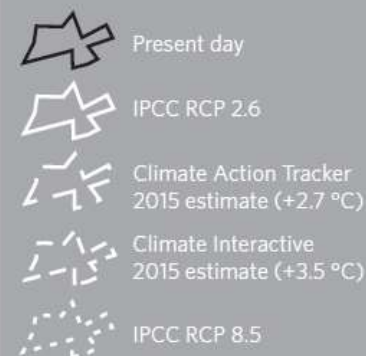 Present day
IPCC RCP 2.6
Climate Action Tracker
2015 estimate (+2.7 °C)
Climate Interactive
2015 estimate (+3.5 °C)
IPCC RCP 8.5